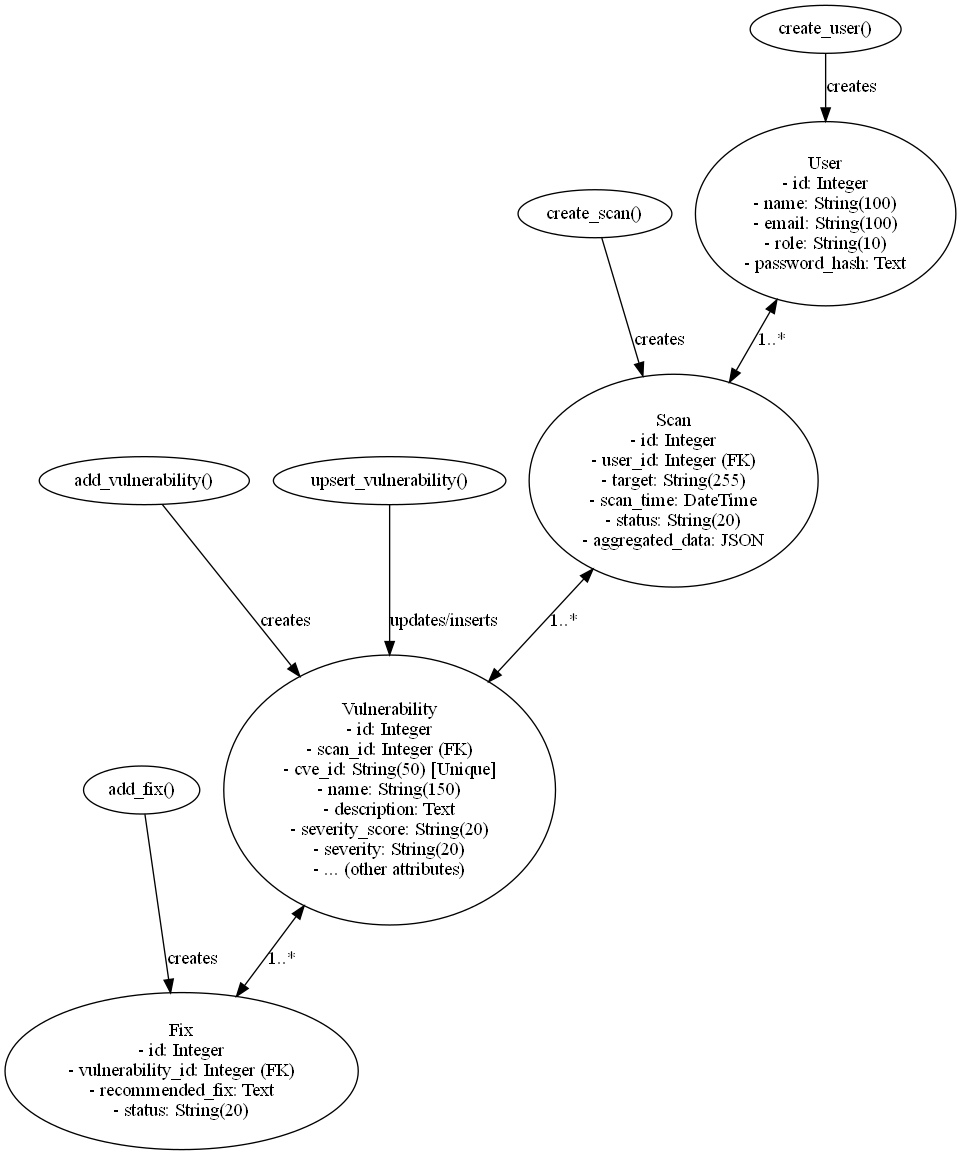 create_user()
creates
User
- id: Integer
- name: String(100)
- email: String(100)
- role: String(10)
- password_hash: Text
create_scan()
creates
1..*
Scan
- id: Integer
- user_id: Integer (FK)
- target: String(255)
- scan_time: DateTime
- status: String(20)
- aggregated_data: JSON
add_vulnerability()
upsert_vulnerability()
creates
updates/inserts
1..*
Vulnerability
- id: Integer
- scan_id: Integer (FK)
- cve_id: String(50) [Unique]
- name: String(150)
- description: Text
- severity_score: String(20)
- severity: String(20)
- ... (other attributes)
add_fix()
creates
1..*
Fix
- id: Integer
- vulnerability_id: Integer (FK)
- recommended_fix: Text
- status: String(20)